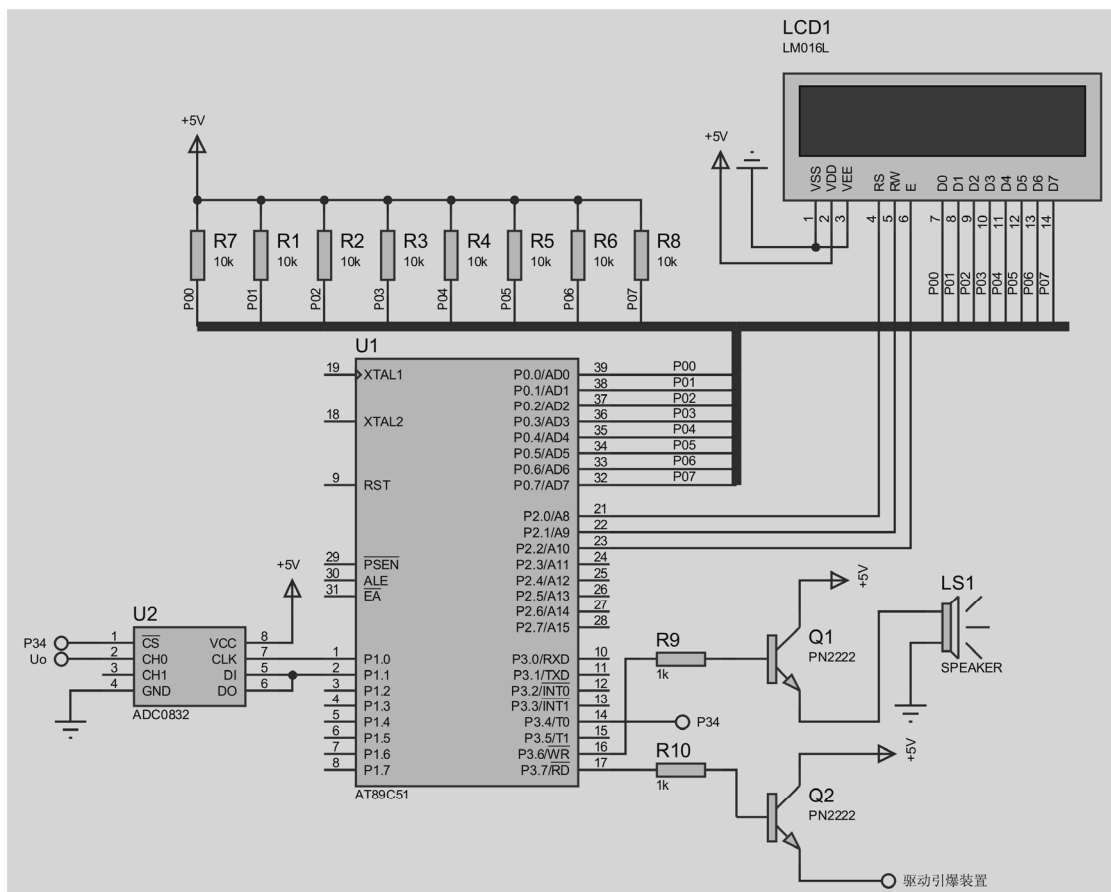 LCD1
LM016L
+5V
+5V
VSS
VDD
VEE
RS
RW
E
D0
D1
D2
D3
D4
D5
D6
D7
1
2
3
4
5
6
7
8
9
10
11
12
13
14
R7
10k
R1
10k
R2
10k
R3
10k
R4
10k
R5
10k
R6
10k
R8
10k
P00
P01
P02
P03
P04
P05
P06
P07
P00
P01
P02
P03
P04
P05
P06
P07
U1
19 XTAL1
18 XTAL2
9 RST
29 PSEN
30 ALE
31 EA
1 P1.0
2 P1.1
3 P1.2
4 P1.3
5 P1.4
6 P1.5
7 P1.6
8 P1.7
P0.0/AD0 39 P00
P0.1/AD1 38 P01
P0.2/AD2 37 P02
P0.3/AD3 36 P03
P0.4/AD4 35 P04
P0.5/AD5 34 P05
P0.6/AD6 33 P06
P0.7/AD7 32 P07
P2.0/A8 21
P2.1/A9 22
P2.2/A10 23
P2.3/A11 24
P2.4/A12 25
P2.5/A13 26
P2.6/A14 27
P2.7/A15 28
P3.0/RXD 10
P3.1/TXD 11
P3.2/INT0 12
P3.3/INT1 13
P3.4/T0 14
P3.5/T1 15
P3.6/WR 16
P3.7/RD 17
AT89C51
+5V
U2
P34 1 CS
Uo 2 CH0
3 CH1
4 GND
VCC 8
CLK 7
DI 5
DO 6
ADC0832
P34
R9
1k
R10
1k
+5V
Q1
PN2222
LS1
SPEAKER
+5V
Q2
PN2222
驱动引爆装置